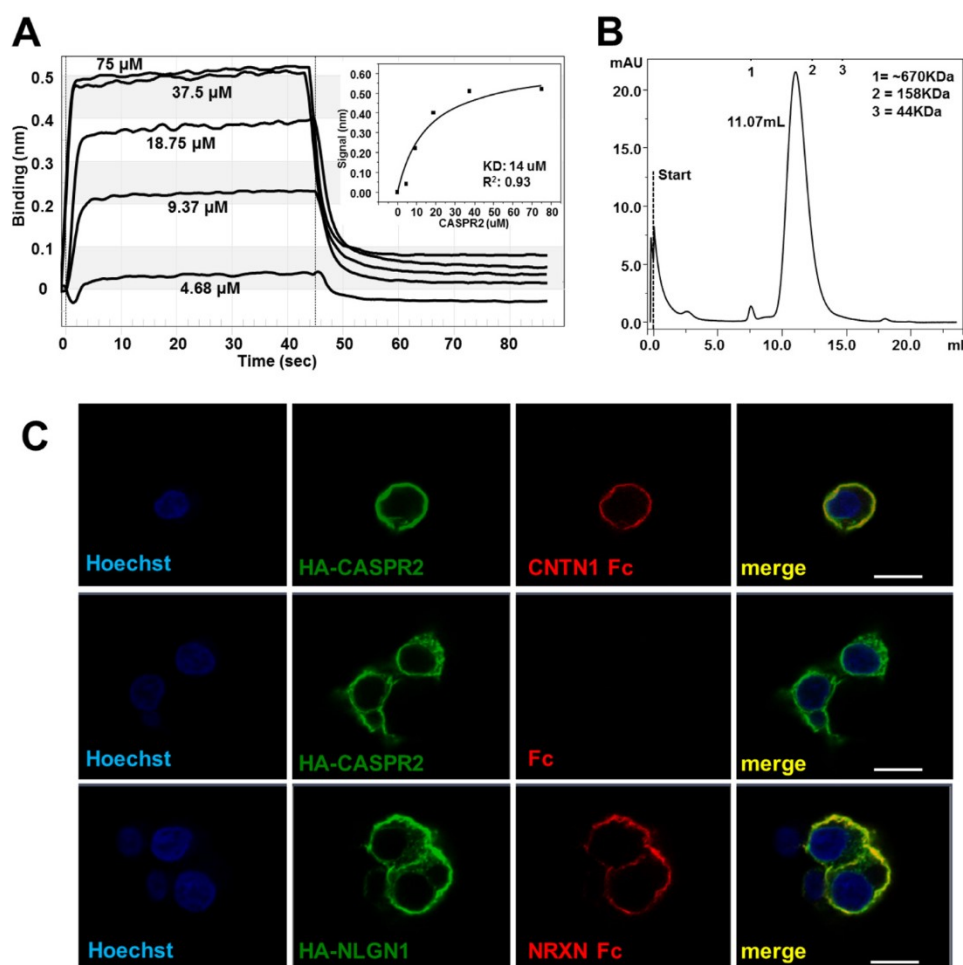 A
Binding (nm)
0.5
0.4
0.3
0.2
0.1
0
75 µM
37.5 µM
18.75 µM
9.37 µM
4.68 µM
0 10 20 30 40 50 60 70 80
Time (sec)
Signal (nm)
0.60
0.50
0.40
0.30
0.20
0.10
0.00
KD: 14 uM
R²: 0.93
0 10 20 30 40 50 60 70 80
CASPR2 (uM)
B
mAU
20.0
15.0
10.0
5.0
0.0
1 2 3
1= ~670KDa
2 = 158KDa
3 = 44KDa
11.07mL
Start
0.0 5.0 10.0 15.0 20.0 ml
C
Hoechst HA-CASPR2 CNTN1 Fc merge
Hoechst HA-CASPR2 Fc merge
Hoechst HA-NLGN1 NRXN Fc merge